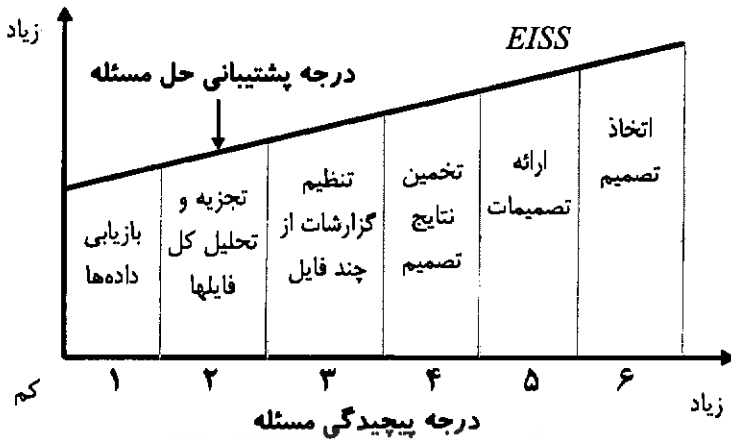 زیاد
EISS
درجه پشتیبانی حل مسئله
بازیابی
داده‌ها
تجزیه و
تحلیل کل
فایلها
تنظیم
گزارشات از
چند فایل
تخمین
نتایج
تصمیم
ارائه
تصمیمات
اتخاذ
تصمیم
کم
۱ ۲ ۳ ۴ ۵ ۶
زیاد
درجه پیچیدگی مسئله